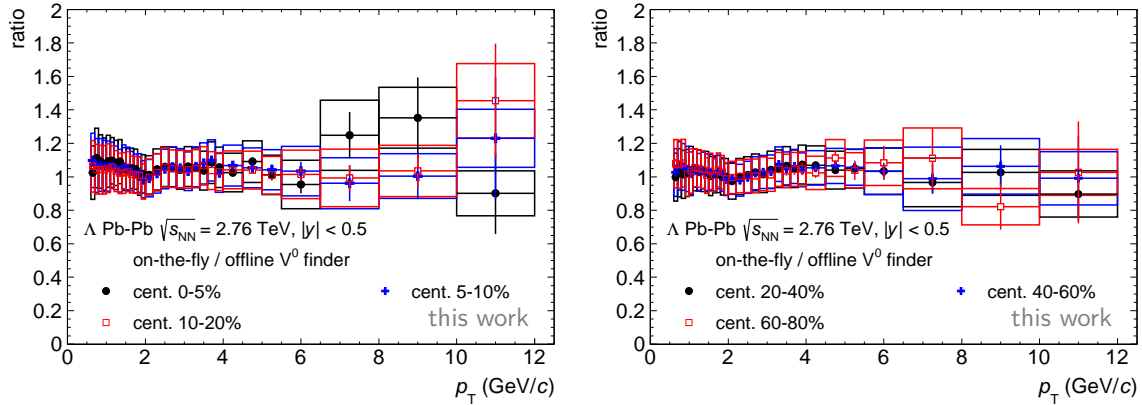 ratio
2
1.8
1.6
1.4
1.2
1
0.8
0.6
0.4
0.2
0
Λ Pb-Pb √s_NN = 2.76 TeV, |y| < 0.5
on-the-fly / offline V⁰ finder
cent. 0-5% cent. 5-10%
cent. 10-20%
this work
0 2 4 6 8 10 12
p_T (GeV/c)
ratio
2
1.8
1.6
1.4
1.2
1
0.8
0.6
0.4
0.2
0
Λ Pb-Pb √s_NN = 2.76 TeV, |y| < 0.5
on-the-fly / offline V⁰ finder
cent. 20-40% cent. 40-60%
cent. 60-80%
this work
0 2 4 6 8 10 12
p_T (GeV/c)